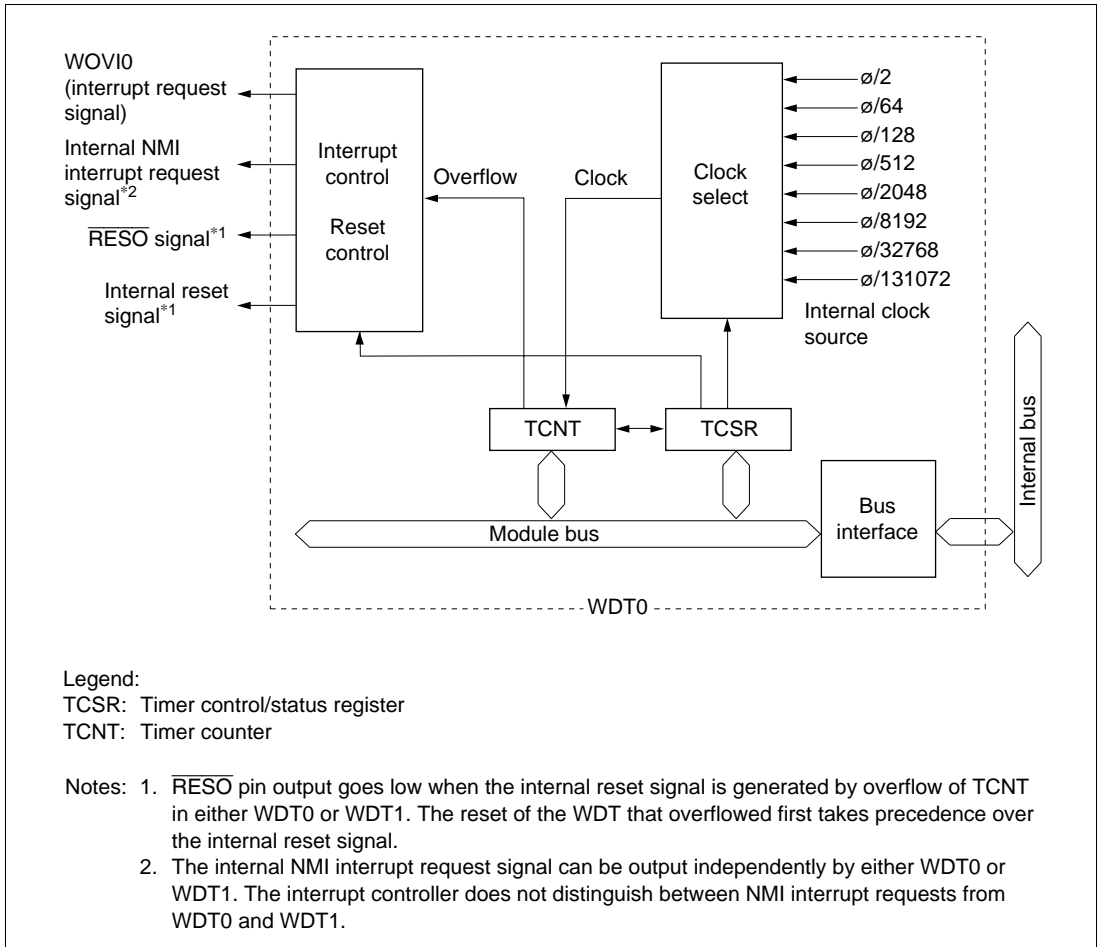 WOVI0
(interrupt request
signal)
Internal NMI
interrupt request
signal*2
RESO signal*1
Internal reset
signal*1
Interrupt
control
Reset
control
Overflow
Clock
Clock
select
ø/2
ø/64
ø/128
ø/512
ø/2048
ø/8192
ø/32768
ø/131072
Internal clock
source
TCNT
TCSR
Module bus
Bus
interface
Internal bus
WDT0
Legend:
TCSR: Timer control/status register
TCNT: Timer counter
Notes: 1. RESO pin output goes low when the internal reset signal is generated by overflow of TCNT
in either WDT0 or WDT1. The reset of the WDT that overflowed first takes precedence over
the internal reset signal.
2. The internal NMI interrupt request signal can be output independently by either WDT0 or
WDT1. The interrupt controller does not distinguish between NMI interrupt requests from
WDT0 and WDT1.